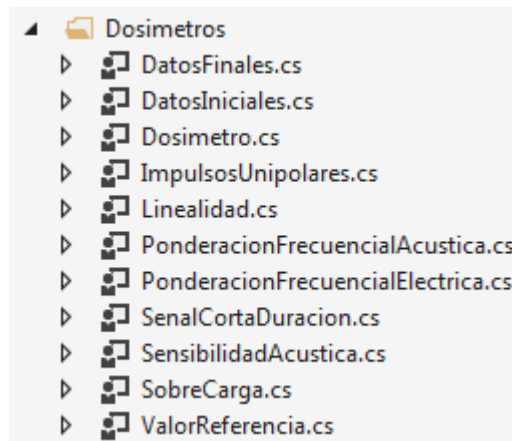 Dosimetros
DatosFinales.cs
DatosIniciales.cs
Dosimetro.cs
ImpulsosUnipolares.cs
Linealidad.cs
PonderacionFrecuencialAcustica.cs
PonderacionFrecuencialElectrica.cs
SenalCortaDuracion.cs
SensibilidadAcustica.cs
SobreCarga.cs
ValorReferencia.cs